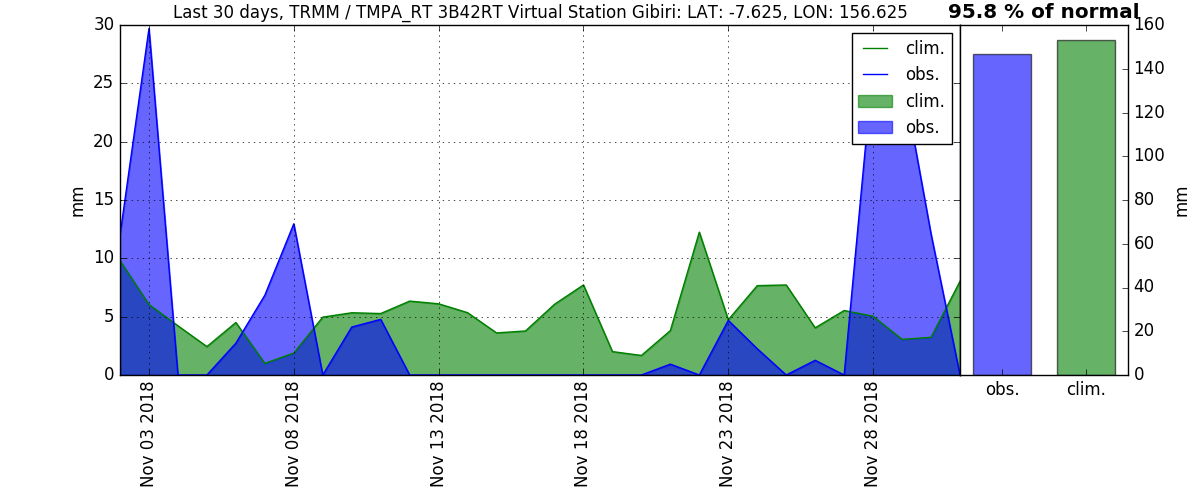 Last 30 days, TRMM / TMPA_RT 3B42RT Virtual Station Gibiri: LAT: -7.625, LON: 156.625
95.8 % of normal
30
25
20
15
10
5
0
mm
clim.
obs.
clim.
obs.
160
140
120
100
80
60
40
20
0
mm
Nov 03 2018
Nov 08 2018
Nov 13 2018
Nov 18 2018
Nov 23 2018
Nov 28 2018
obs.
clim.